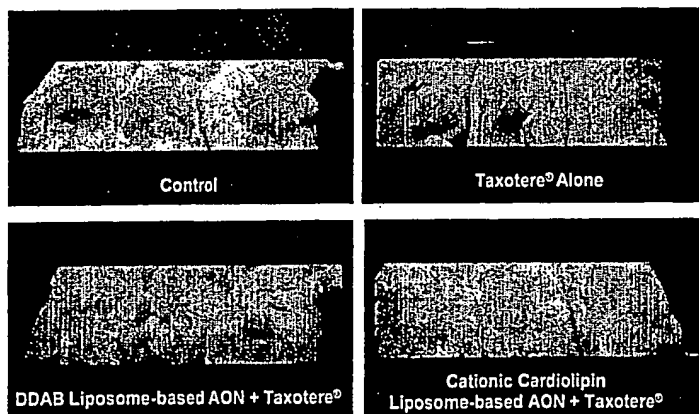 Control
Taxotere® Alone
DDAB Liposome-based AON + Taxotere®
Cationic Cardiolipin
Liposome-based AON + Taxotere®